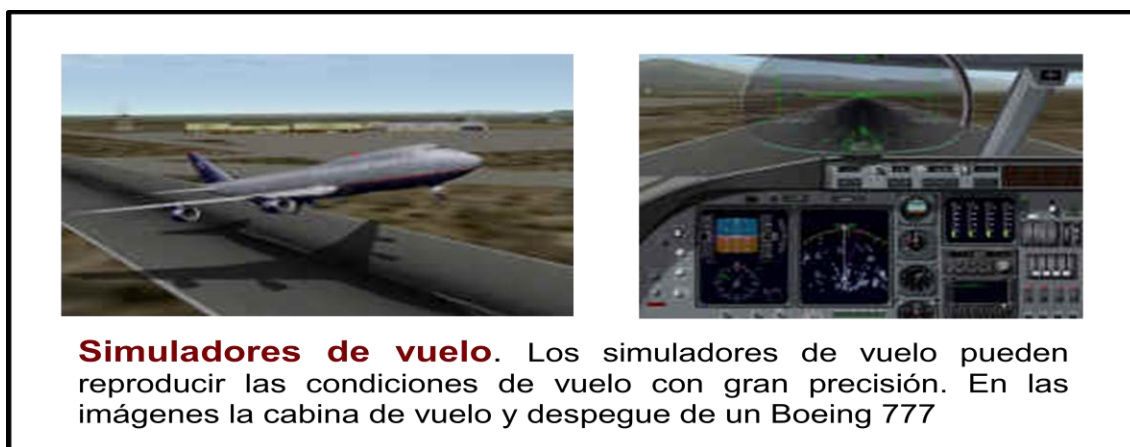 Simuladores de vuelo. Los simuladores de vuelo pueden
reproducir las condiciones de vuelo con gran precisión. En las
imágenes la cabina de vuelo y despegue de un Boeing 777